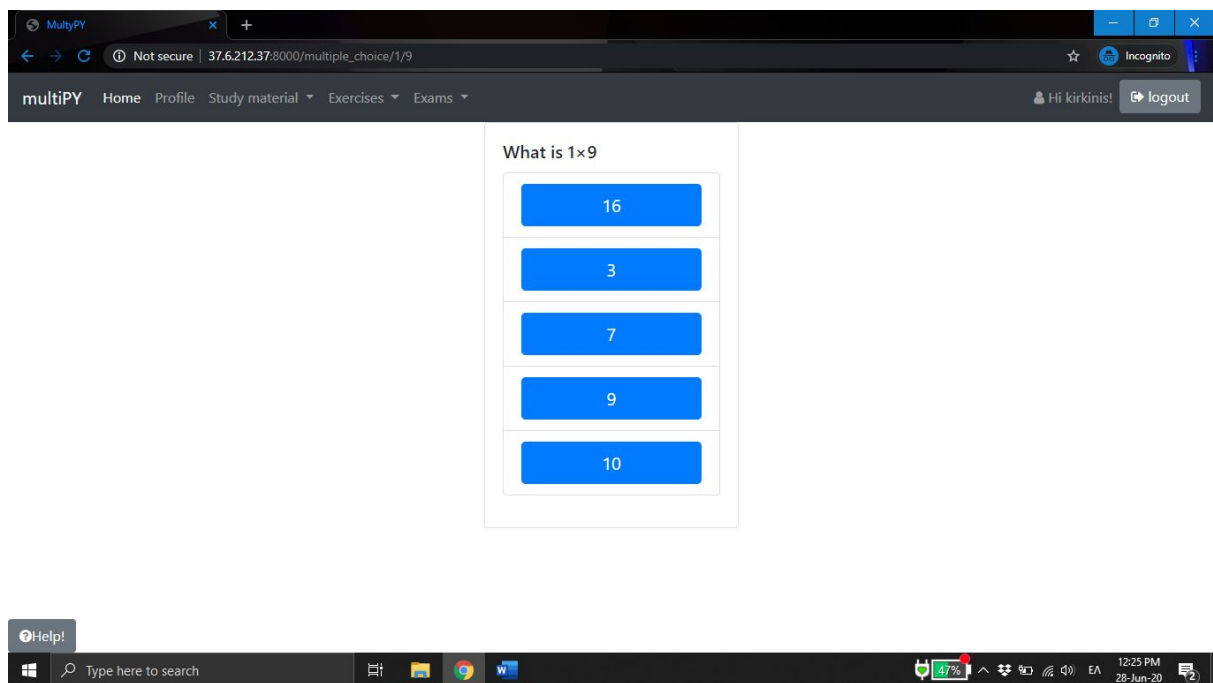 MultyPY
Not secure | 37.6.212.37:8000/multiple_choice/1/9
Incognito
multiPY Home Profile Study material Exercises Exams Hi kirkinis! logout
What is 1×9
16
3
7
9
10
Help!
Type here to search
47% ΕΛ 12:25 PM
28-Jun-20 2